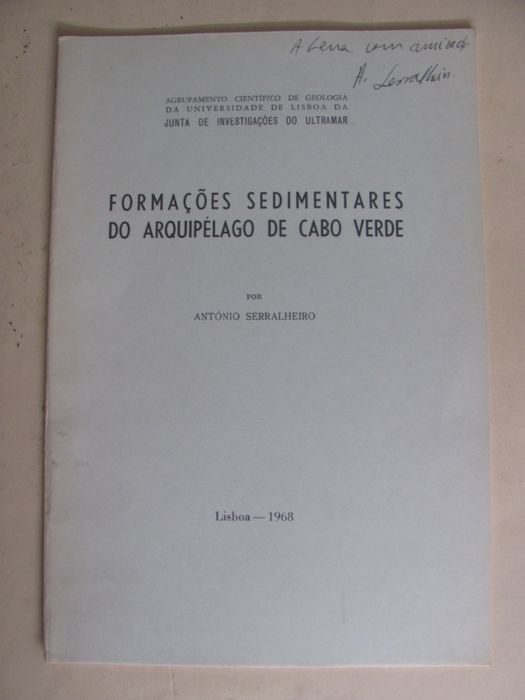 A com amizade
A. Serralheiro
AGRUPAMENTO CIENTÍFICO DE GEOLOGIA
DA UNIVERSIDADE DE LISBOA DA
JUNTA DE INVESTIGAÇÕES DO ULTRAMAR
FORMAÇÕES SEDIMENTARES
DO ARQUIPÉLAGO DE CABO VERDE
POR
ANTÓNIO SERRALHEIRO
Lisboa — 1968